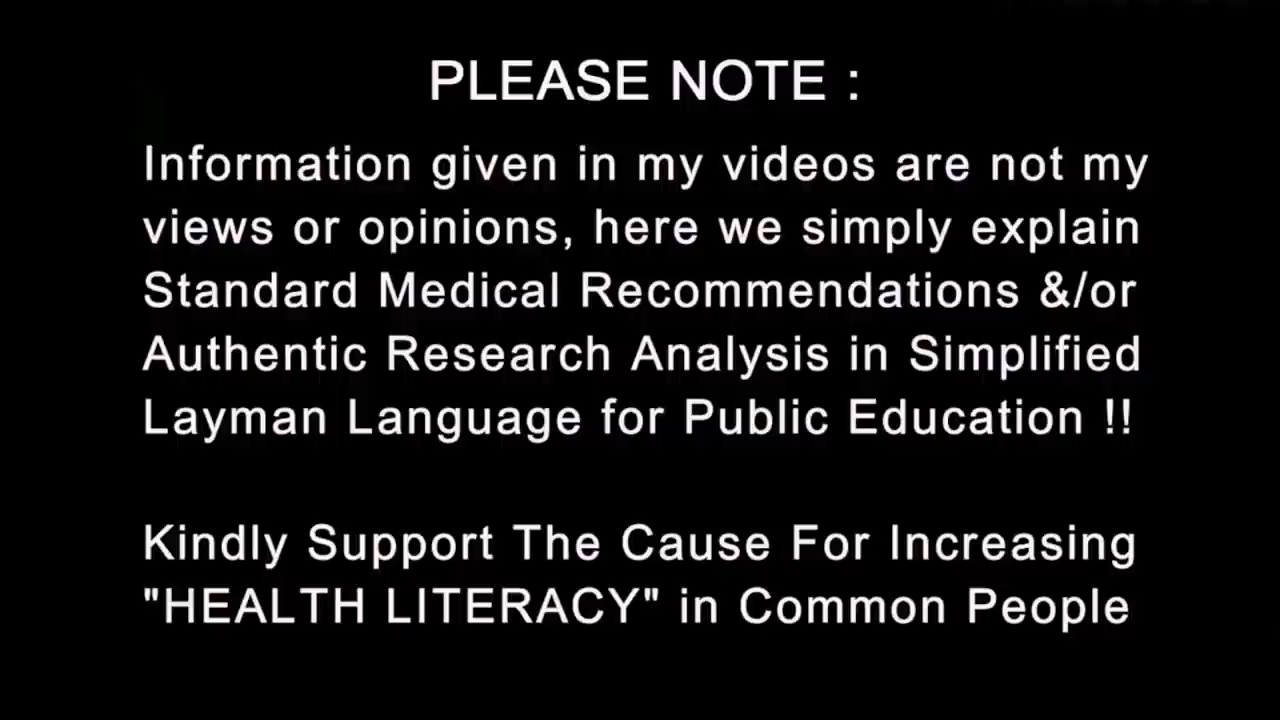 PLEASE NOTE :
Information given in my videos are not my
views or opinions, here we simply explain
Standard Medical Recommendations &/or
Authentic Research Analysis in Simplified
Layman Language for Public Education !!
Kindly Support The Cause For Increasing
"HEALTH LITERACY" in Common People